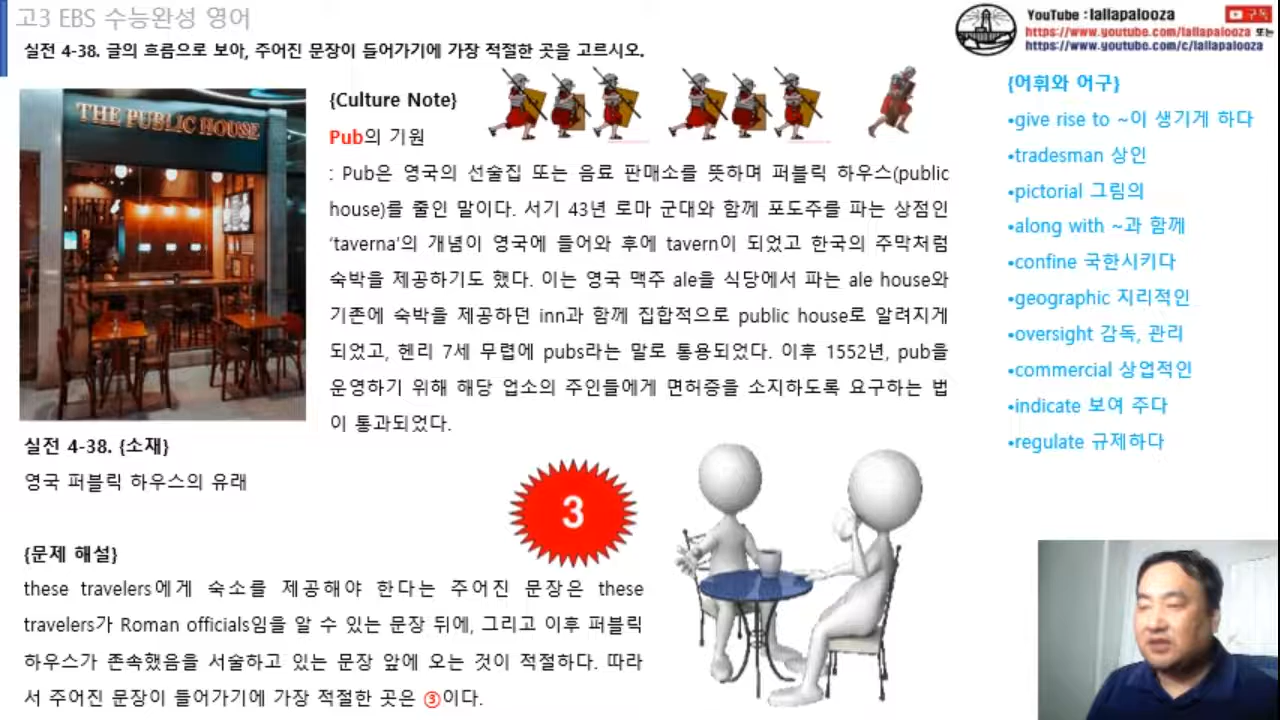 고3 EBS 수능완성 영어
실전 4-38. 글의 흐름으로 보아, 주어진 문장이 들어가기에 가장 적절한 곳을 고르시오.
YouTube : lallapalooza
구독
https://www.youtube.com/lallapalooza 또는
https://www.youtube.com/c/lallapalooza
THE PUBLIC HOUSE
{Culture Note}
Pub의 기원
: Pub은 영국의 선술집 또는 음료 판매소를 뜻하며 퍼블릭 하우스(public
house)를 줄인 말이다. 서기 43년 로마 군대와 함께 포도주를 파는 상점인
‘taverna’의 개념이 영국에 들어와 후에 tavern이 되었고 한국의 주막처럼
숙박을 제공하기도 했다. 이는 영국 맥주 ale을 식당에서 파는 ale house와
기존에 숙박을 제공하던 inn과 함께 집합적으로 public house로 알려지게
되었고, 헨리 7세 무렵에 pubs라는 말로 통용되었다. 이후 1552년, pub을
운영하기 위해 해당 업소의 주인들에게 면허증을 소지하도록 요구하는 법
이 통과되었다.
{어휘와 어구}
•give rise to ~이 생기게 하다
•tradesman 상인
•pictorial 그림의
•along with ~과 함께
•confine 국한시키다
•geographic 지리적인
•oversight 감독, 관리
•commercial 상업적인
•indicate 보여 주다
•regulate 규제하다
실전 4-38. {소재}
영국 퍼블릭 하우스의 유래
3
{문제 해설}
these travelers에게 숙소를 제공해야 한다는 주어진 문장은 these
travelers가 Roman officials임을 알 수 있는 문장 뒤에, 그리고 이후 퍼블릭
하우스가 존속했음을 서술하고 있는 문장 앞에 오는 것이 적절하다. 따라
서 주어진 문장이 들어가기에 가장 적절한 곳은 ③이다.